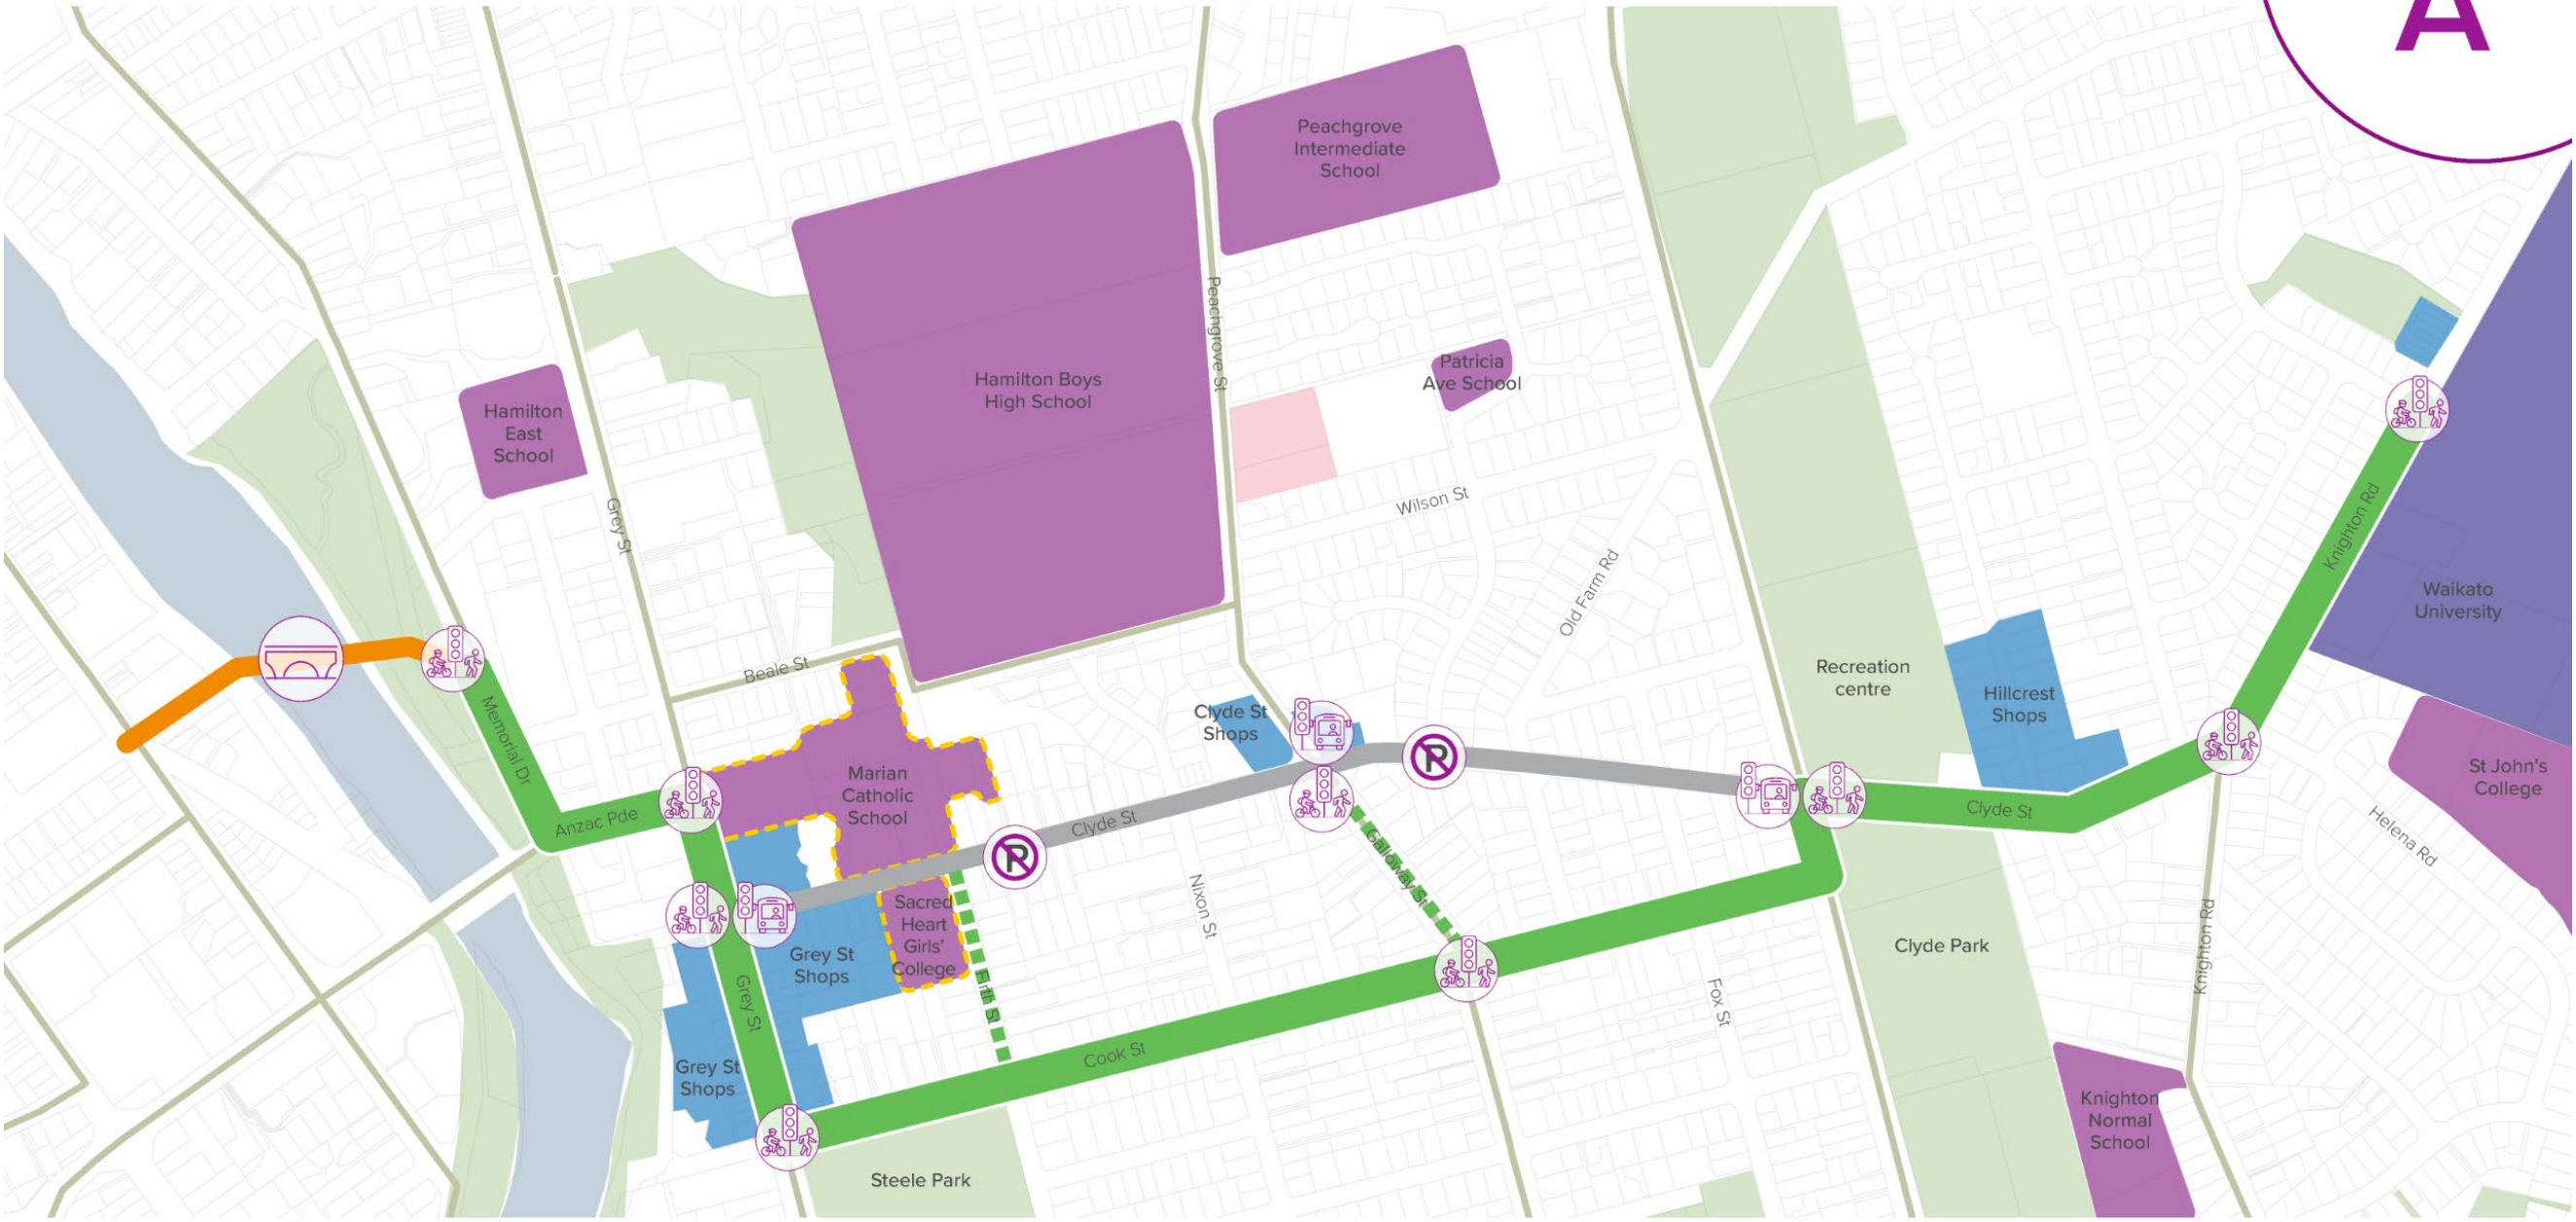 A
Peachgrove
Intermediate
School
Peachgrove St
Hamilton Boys
High School
Patricia
Ave School
Hamilton
East
School
Grey St
Wilson St
Knighton Rd
Old Farm Rd
Waikato
University
Beale St
Recreation
centre
Hillcrest
Shops
Memorial Dr
Clyde St
Shops
P
Marian
Catholic
School
St John's
College
Anzac Pde
Clyde St
Clyde St
P
Helena Rd
Galloway St
Nixon St
Sacred
Heart
Girls'
College
Grey St
Shops
Clyde Park
Knighton Rd
Grey St
Firth St
Fox St
Cook St
Grey St
Shops
Knighton
Normal
School
Steele Park